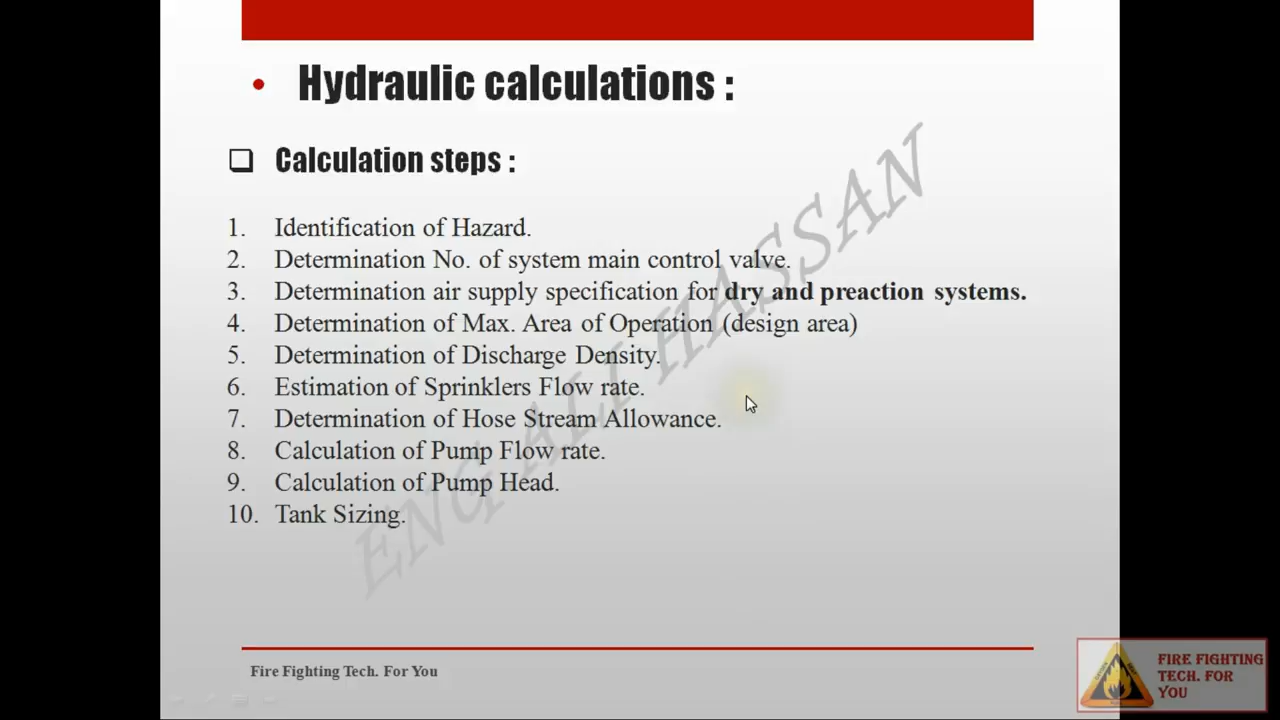 • Hydraulic calculations :
❑ Calculation steps :
1. Identification of Hazard.
2. Determination No. of system main control valve.
3. Determination air supply specification for dry and preaction systems.
4. Determination of Max. Area of Operation (design area)
5. Determination of Discharge Density.
6. Estimation of Sprinklers Flow rate.
7. Determination of Hose Stream Allowance.
8. Calculation of Pump Flow rate.
9. Calculation of Pump Head.
10. Tank Sizing.
ENG ALI HASSAN
Fire Fighting Tech. For You
FIRE FIGHTING
TECH. FOR
YOU